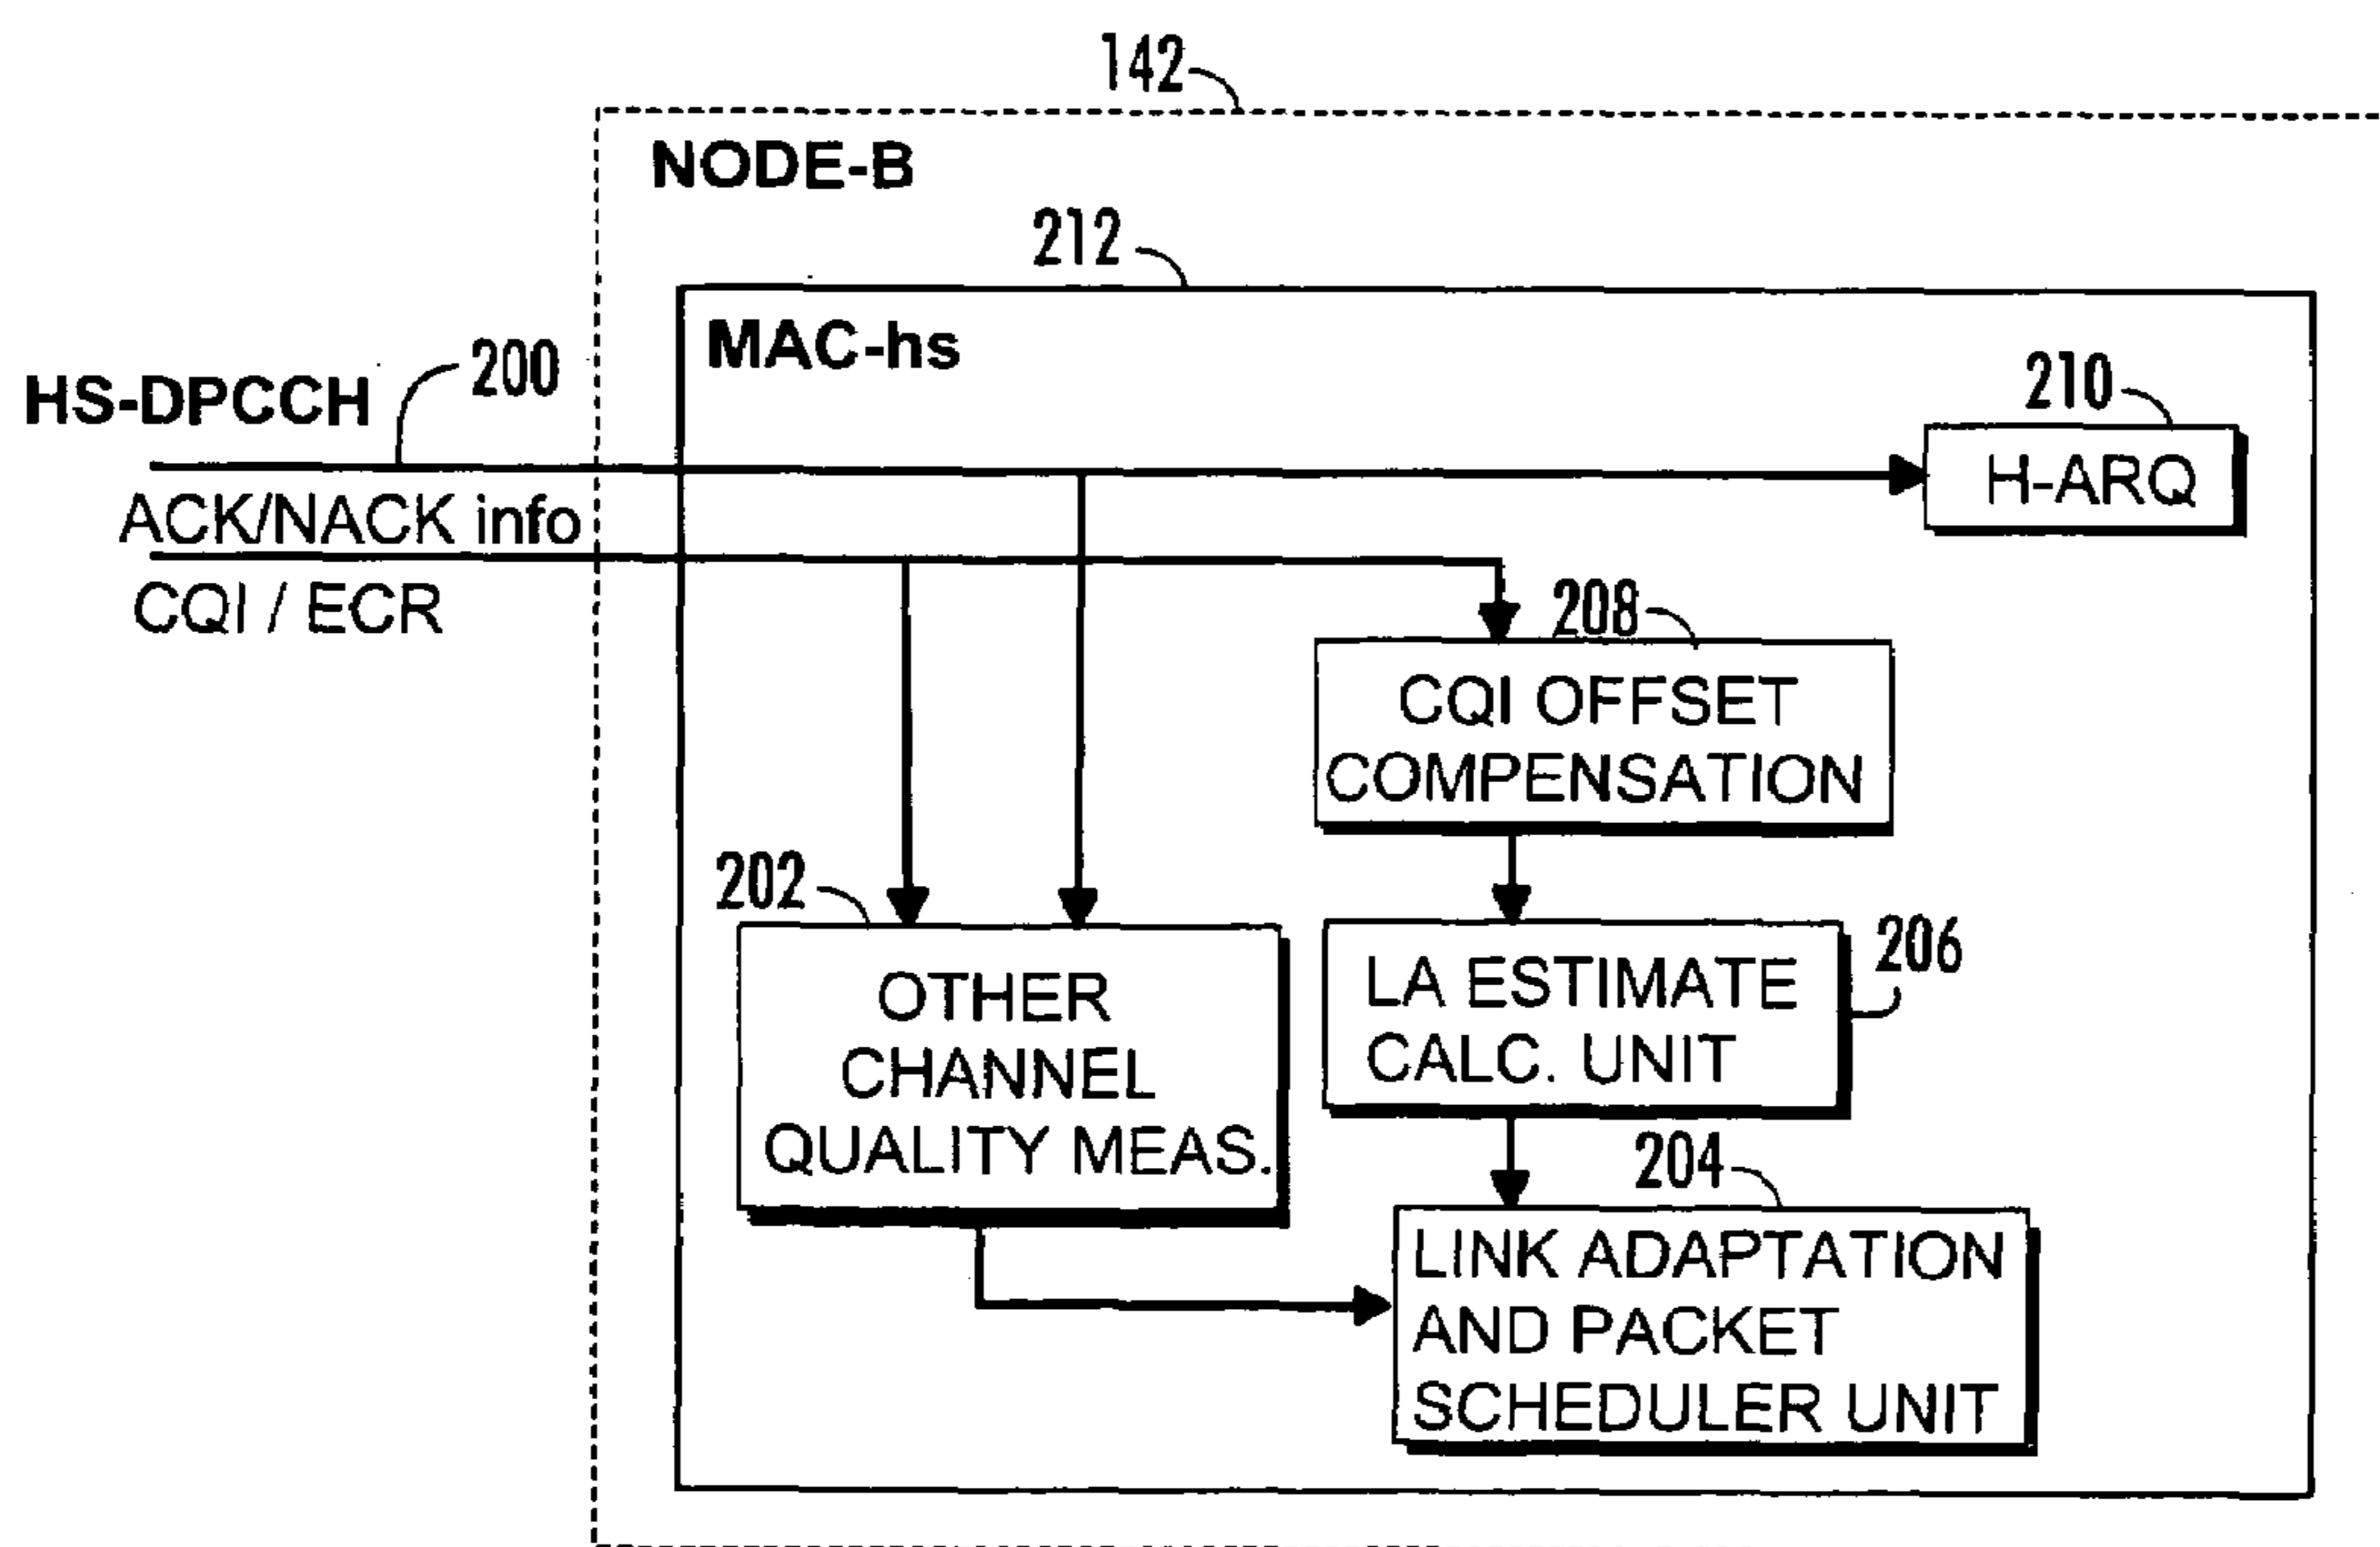 142
NODE-B
212
MAC-hs
HS-DPCCH
200
210
H-ARQ
ACK/NACK info
CQI / ECR
208
CQI OFFSET
COMPENSATION
202
OTHER
CHANNEL
QUALITY MEAS.
206
LA ESTIMATE
CALC. UNIT
204
LINK ADAPTATION
AND PACKET
SCHEDULER UNIT